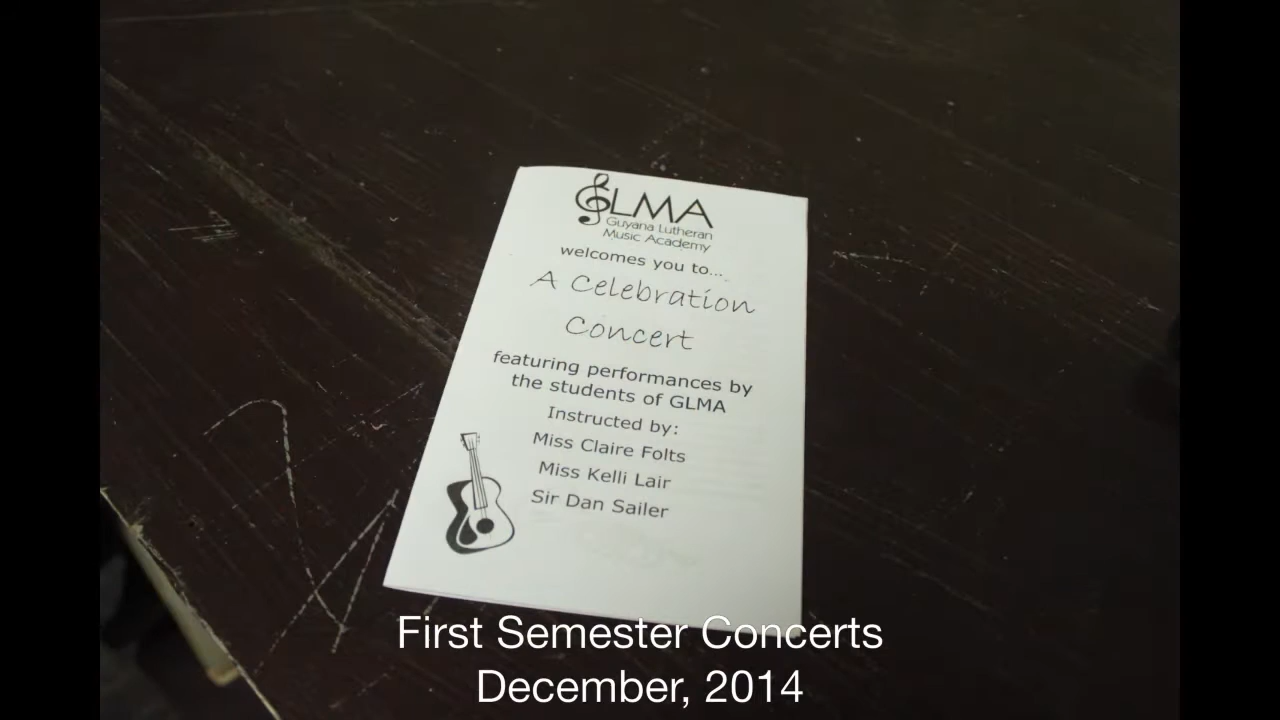 GLMA
Guyana Lutheran
Music Academy
welcomes you to...
A Celebration
Concert
featuring performances by
the students of GLMA
Instructed by:
Miss Claire Folts
Miss Kelli Lair
Sir Dan Sailer
First Semester Concerts
December, 2014